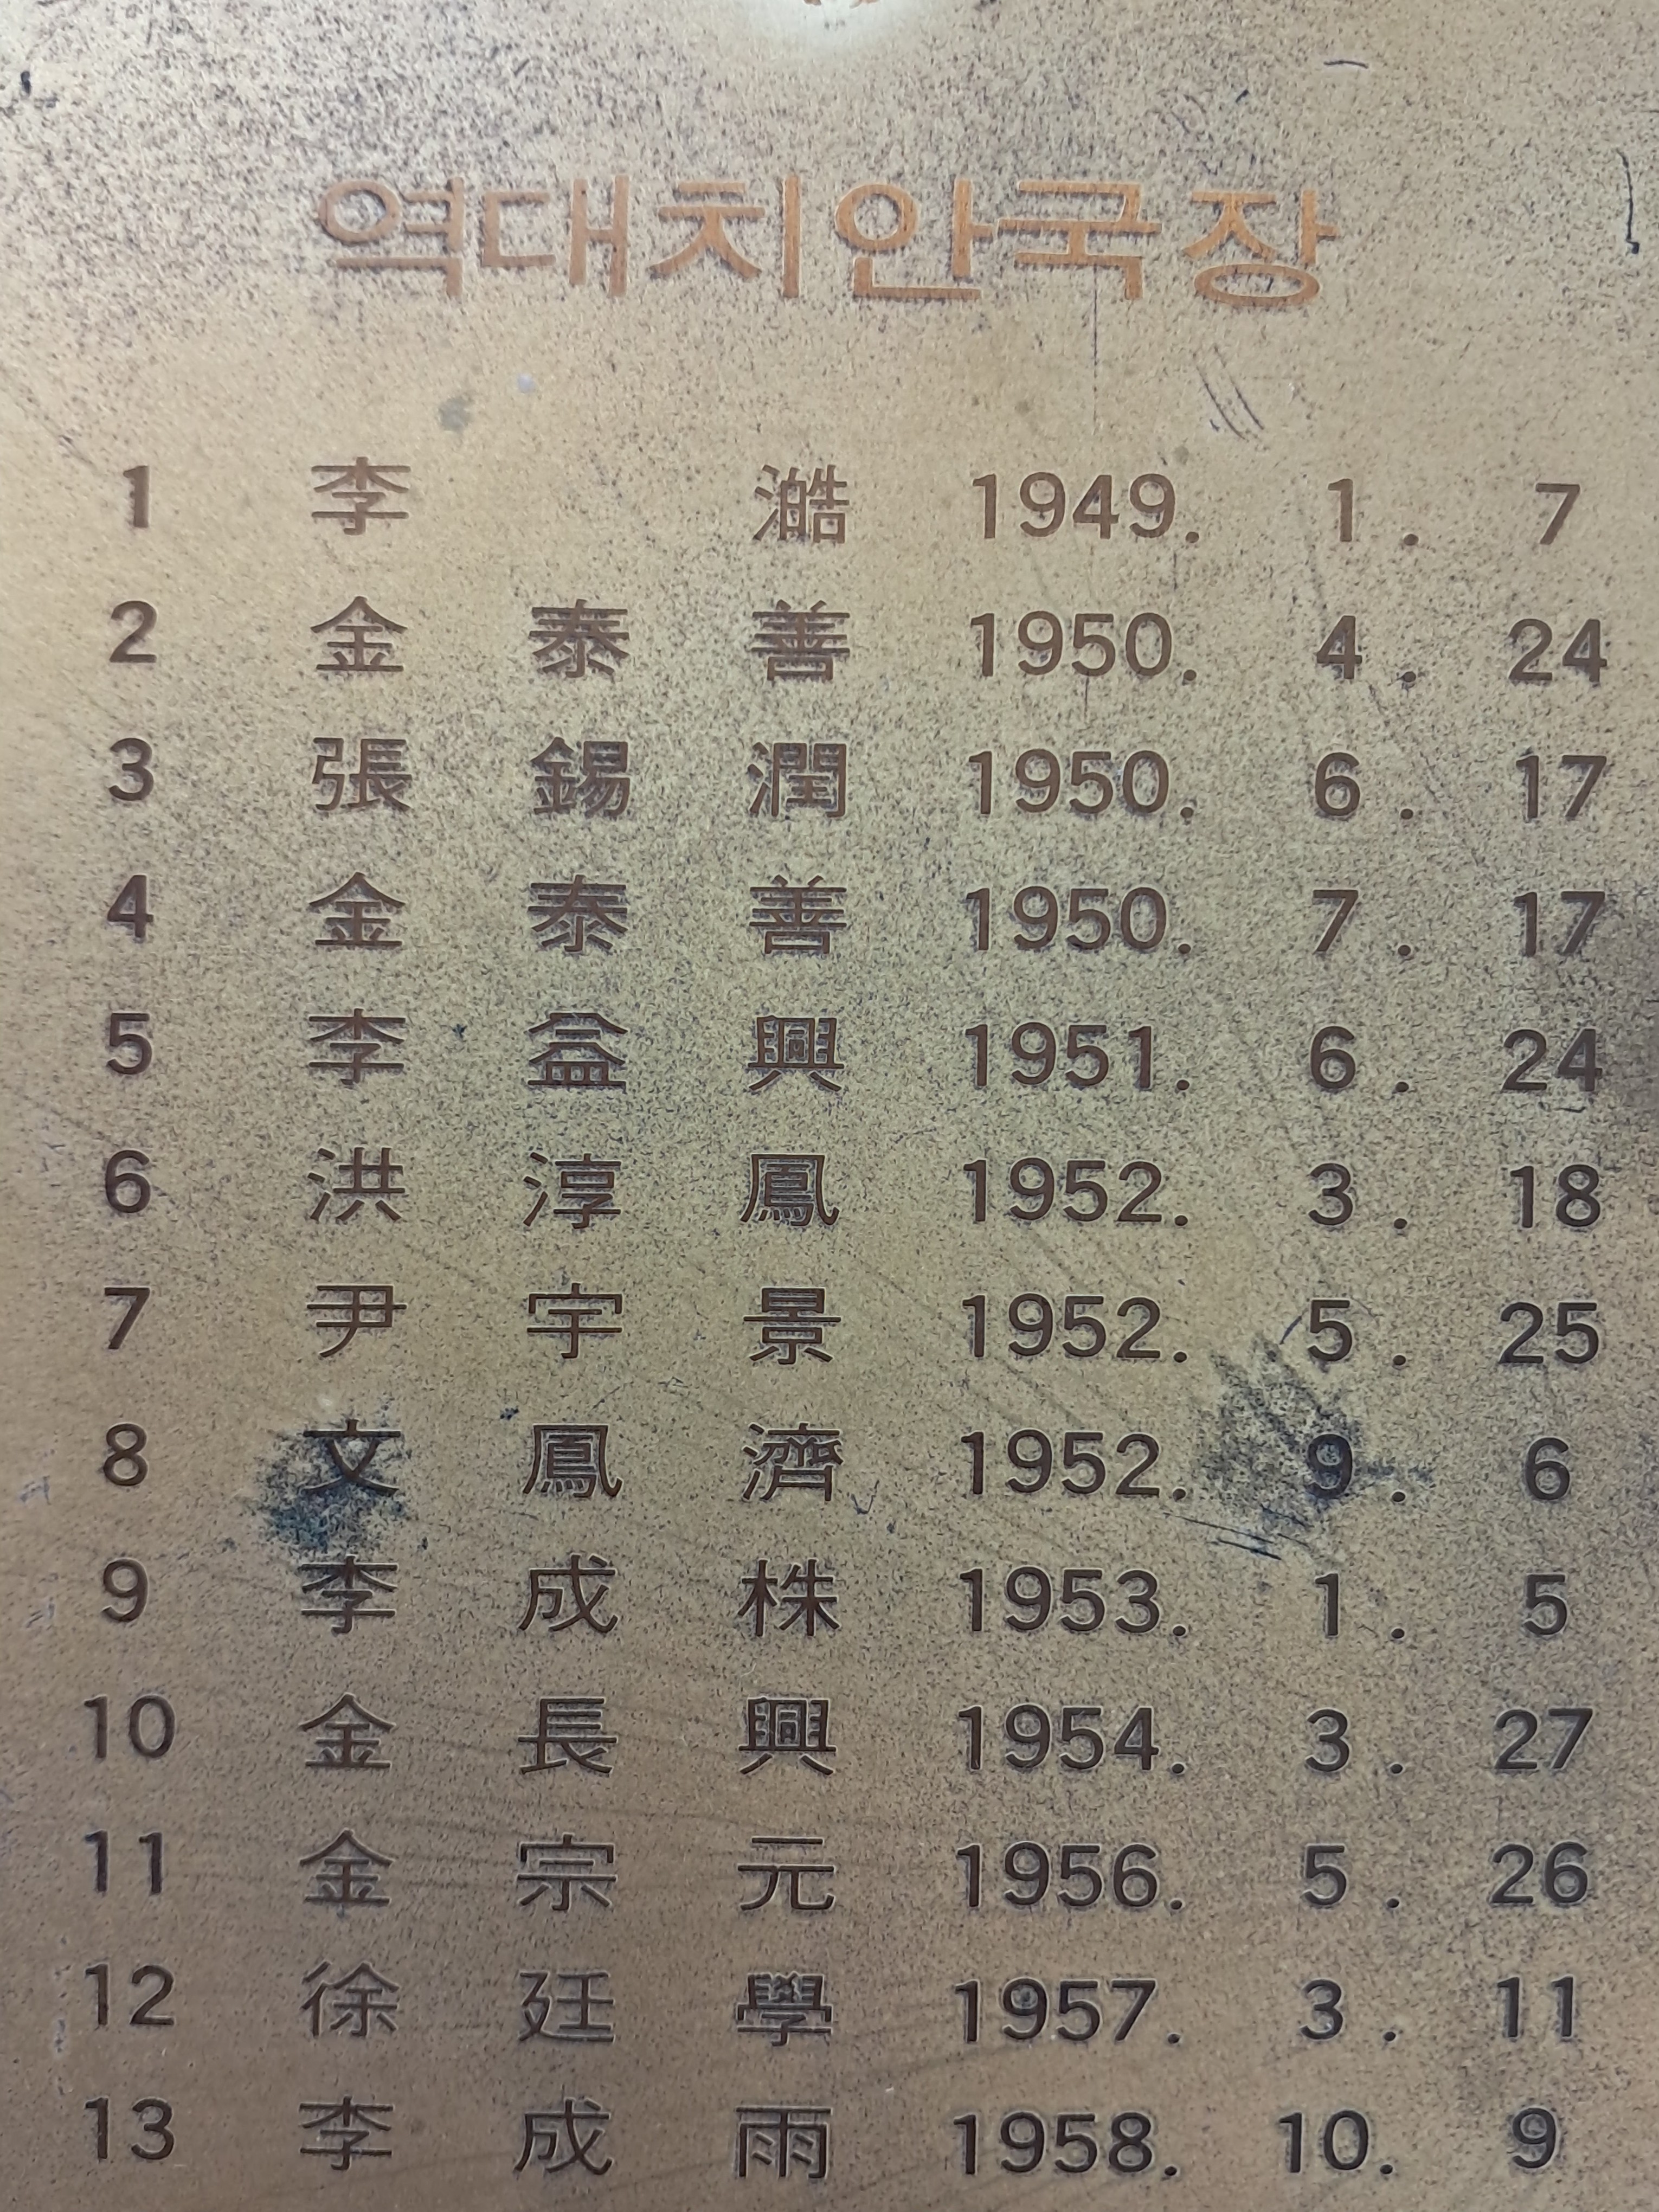 역대치안국장
1 李 澔 1949. 1. 7
2 金 泰 善 1950. 4. 24
3 張 錫 潤 1950. 6. 17
4 金 泰 善 1950. 7. 17
5 李 益 興 1951. 6. 24
6 洪 淳 鳳 1952. 3. 18
7 尹 宇 景 1952. 5. 25
8 文 鳳 濟 1952. 9. 6
9 李 成 株 1953. 1. 5
10 金 長 興 1954. 3. 27
11 金 宗 元 1956. 5. 26
12 徐 廷 學 1957. 3. 11
13 李 成 雨 1958. 10. 9